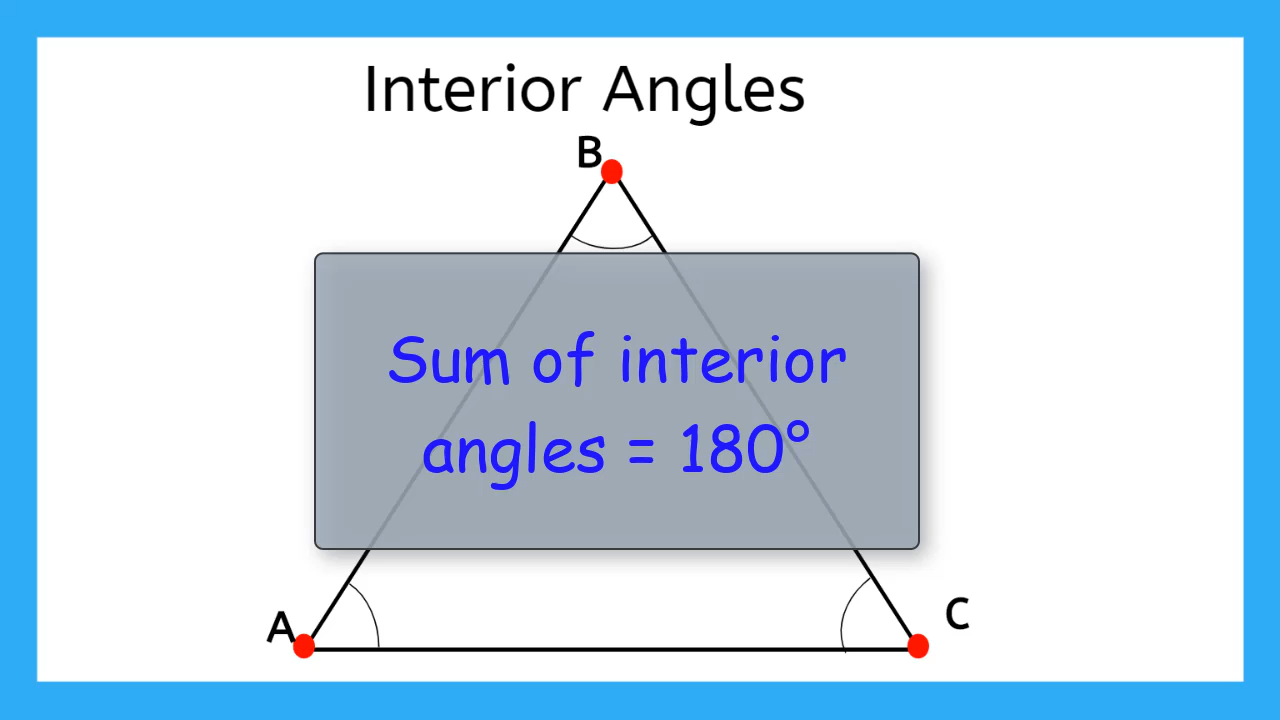 Interior Angles
B
Sum of interior
angles = 180°
A
C